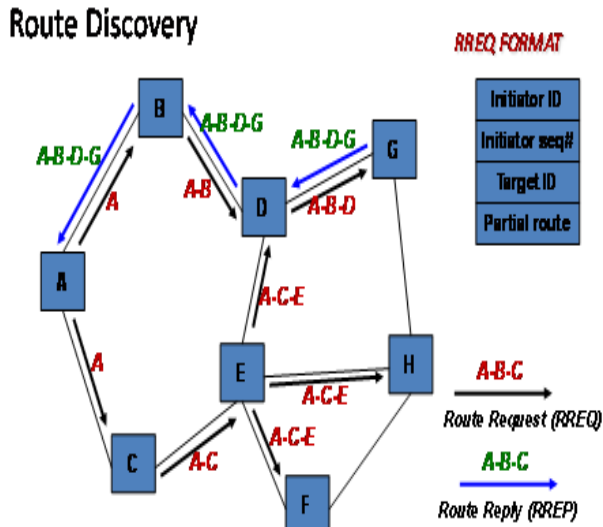 Route Discovery
RREQ FORMAT
Initiator ID
Initiator seq#
Target ID
Partial route
B
A-B-D-G
A-B-D-G
A-B-D-G
G
A
A-B
D
A-B-D
A
A-C-E
A
E
H
A-C-E
A-B-C
Route Request (RREQ)
A-C-E
C
A-C
A-B-C
F
Route Reply (RREP)